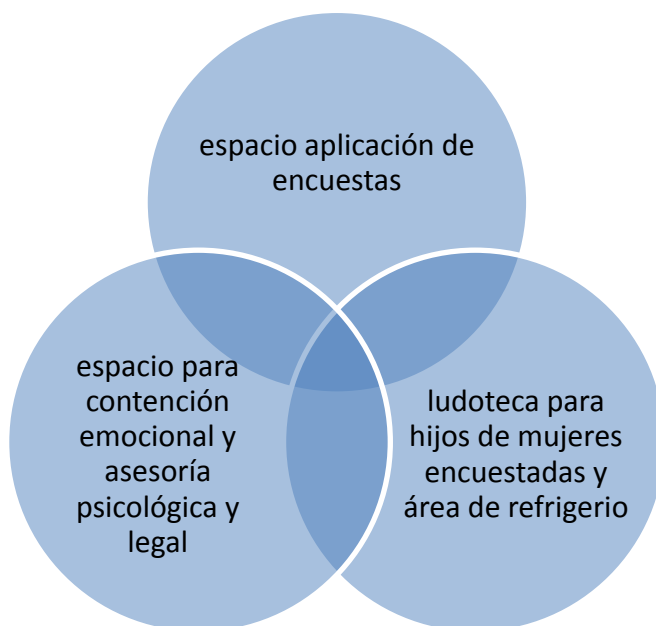 espacio aplicación de
encuestas
espacio para
contención
emocional y
asesoría
psicológica y
legal
ludoteca para
hijos de mujeres
encuestadas y
área de refrigerio